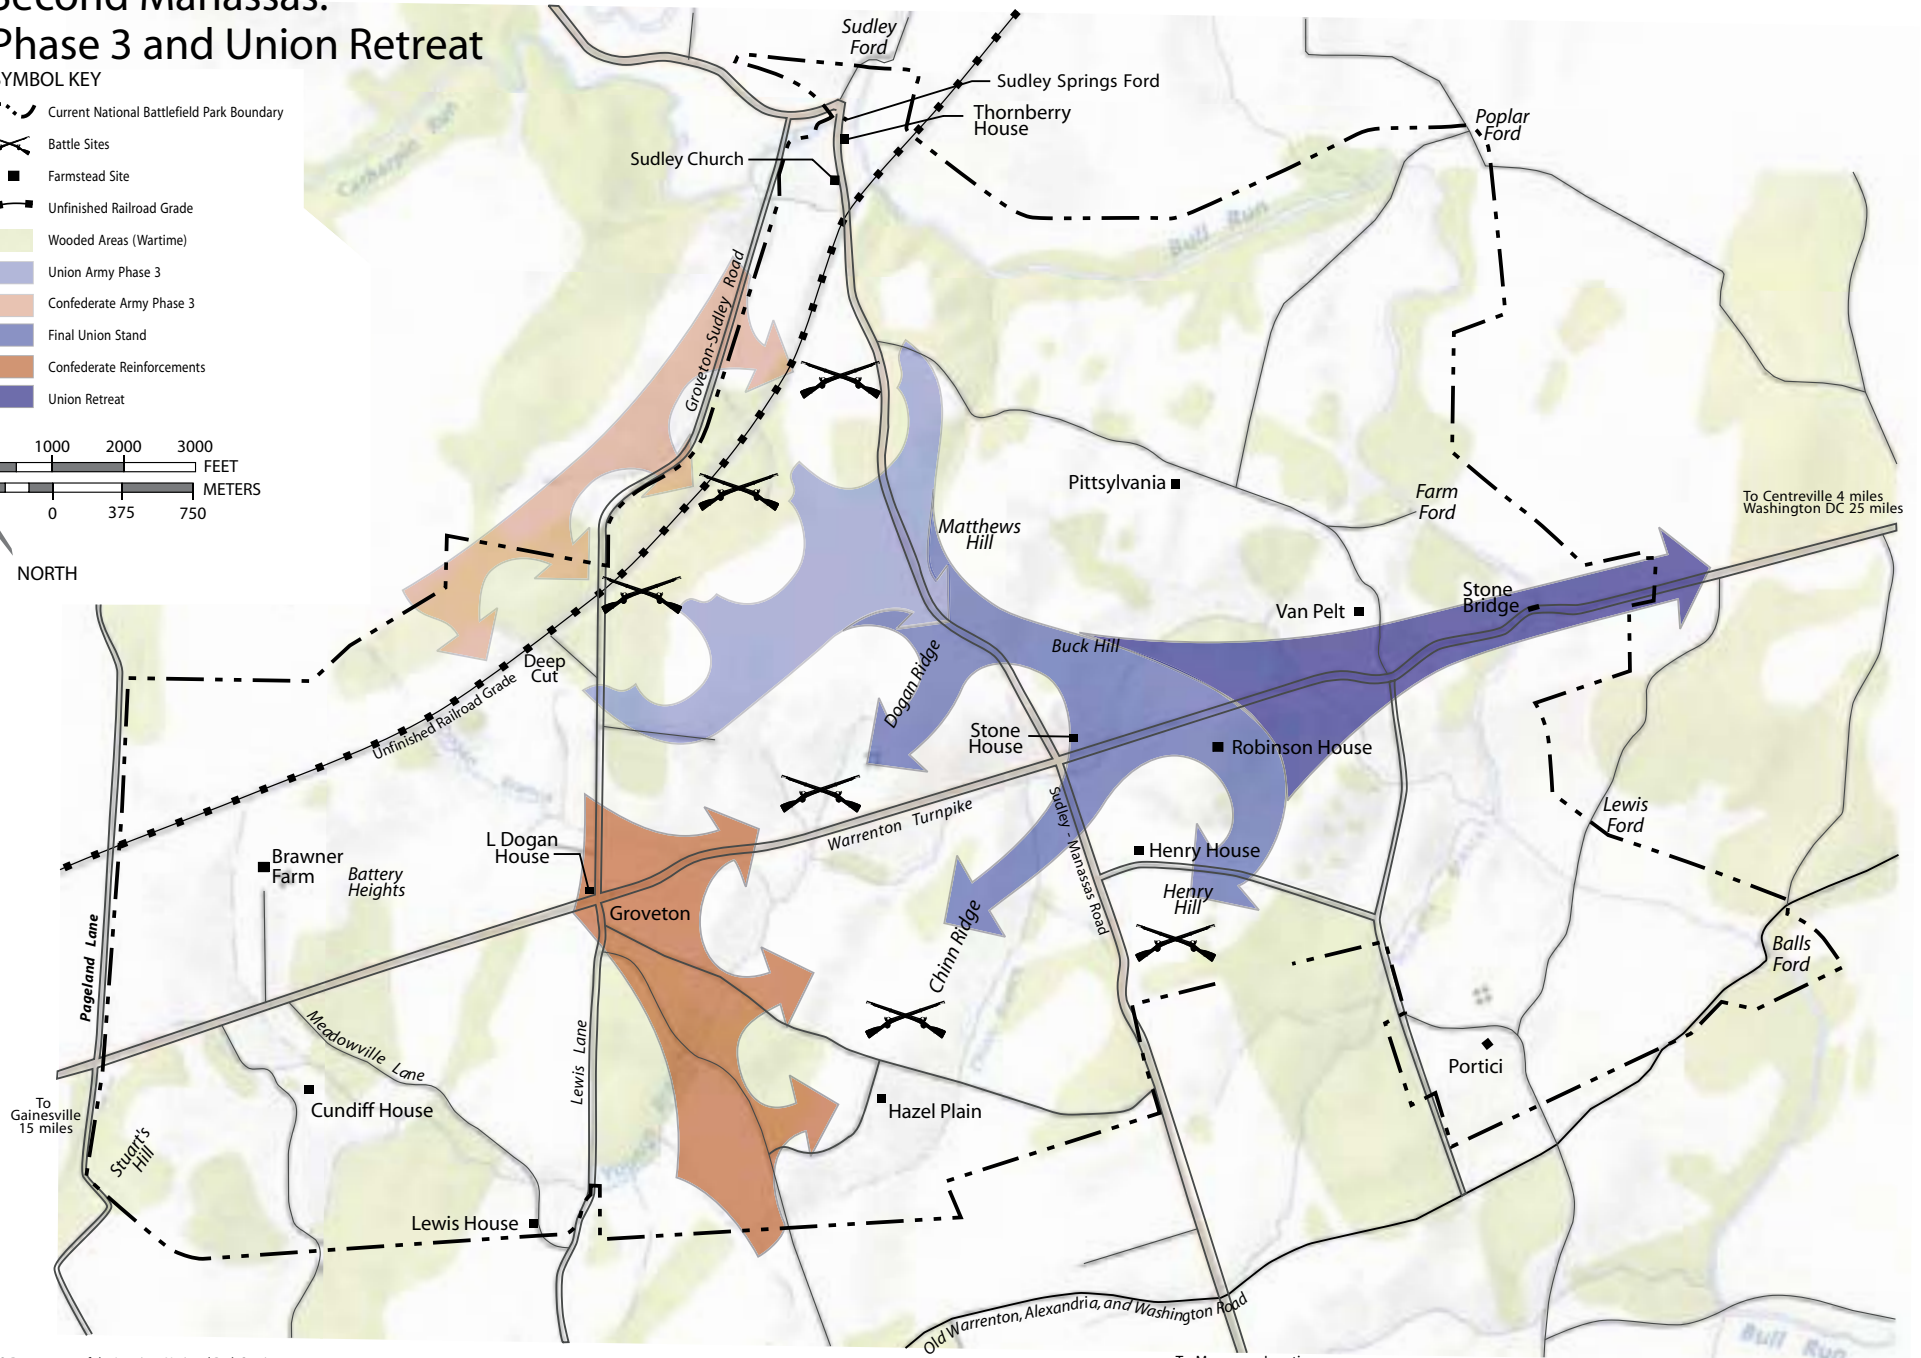 Second Manassas:
Phase 3 and Union Retreat
SYMBOL KEY
Current National Battlefield Park Boundary
Battle Sites
Farmstead Site
Unfinished Railroad Grade
Wooded Areas (Wartime)
Union Army Phase 3
Confederate Army Phase 3
Final Union Stand
Confederate Reinforcements
Union Retreat
1000 2000 3000
FEET
METERS
0 375 750
NORTH
Sudley
Ford
Sudley Springs Ford
Thornberry
House
Sudley Church
Poplar
Ford
Catharpin Run
Bull Run
Groveton-Sudley Road
Pittsylvania
Farm
Ford
To Centreville 4 miles
Washington DC 25 miles
Matthews
Hill
Stone
Bridge
Van Pelt
Buck Hill
Deep
Cut
Unfinished Railroad Grade
Dogan Ridge
Stone
House
Robinson House
Warrenton Turnpike
Sudley - Manassas Road
Lewis
Ford
L Dogan
House
Brawner
Farm
Battery
Heights
Henry House
Henry
Hill
Groveton
Chinn Ridge
Balls
Ford
Pageland Lane
Meadowville Lane
Lewis Lane
Portici
To
Gainesville
15 miles
Cundiff House
Hazel Plain
Stuart's
Hill
Lewis House
Old Warrenton, Alexandria, and Washington Road
Bull Run